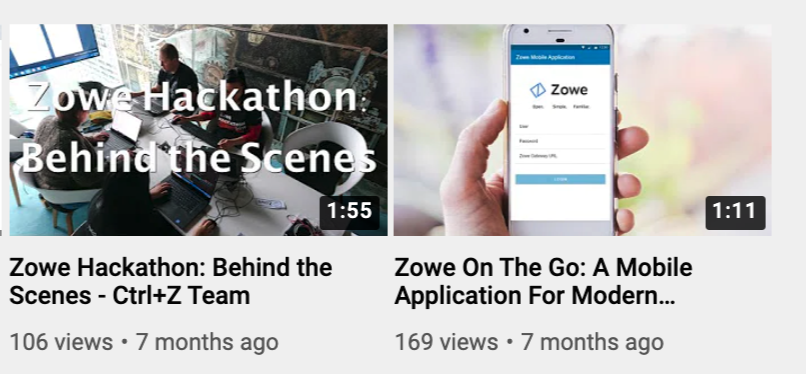 Zowe Hackathon:
Behind the Scenes
1:55
Zowe Mobile Application
Zowe
Open. Simple. Familiar.
User
Password
Zowe Gateway URL
LOGIN
1:11
Zowe Hackathon: Behind the
Scenes - Ctrl+Z Team
106 views • 7 months ago
Zowe On The Go: A Mobile
Application For Modern...
169 views • 7 months ago